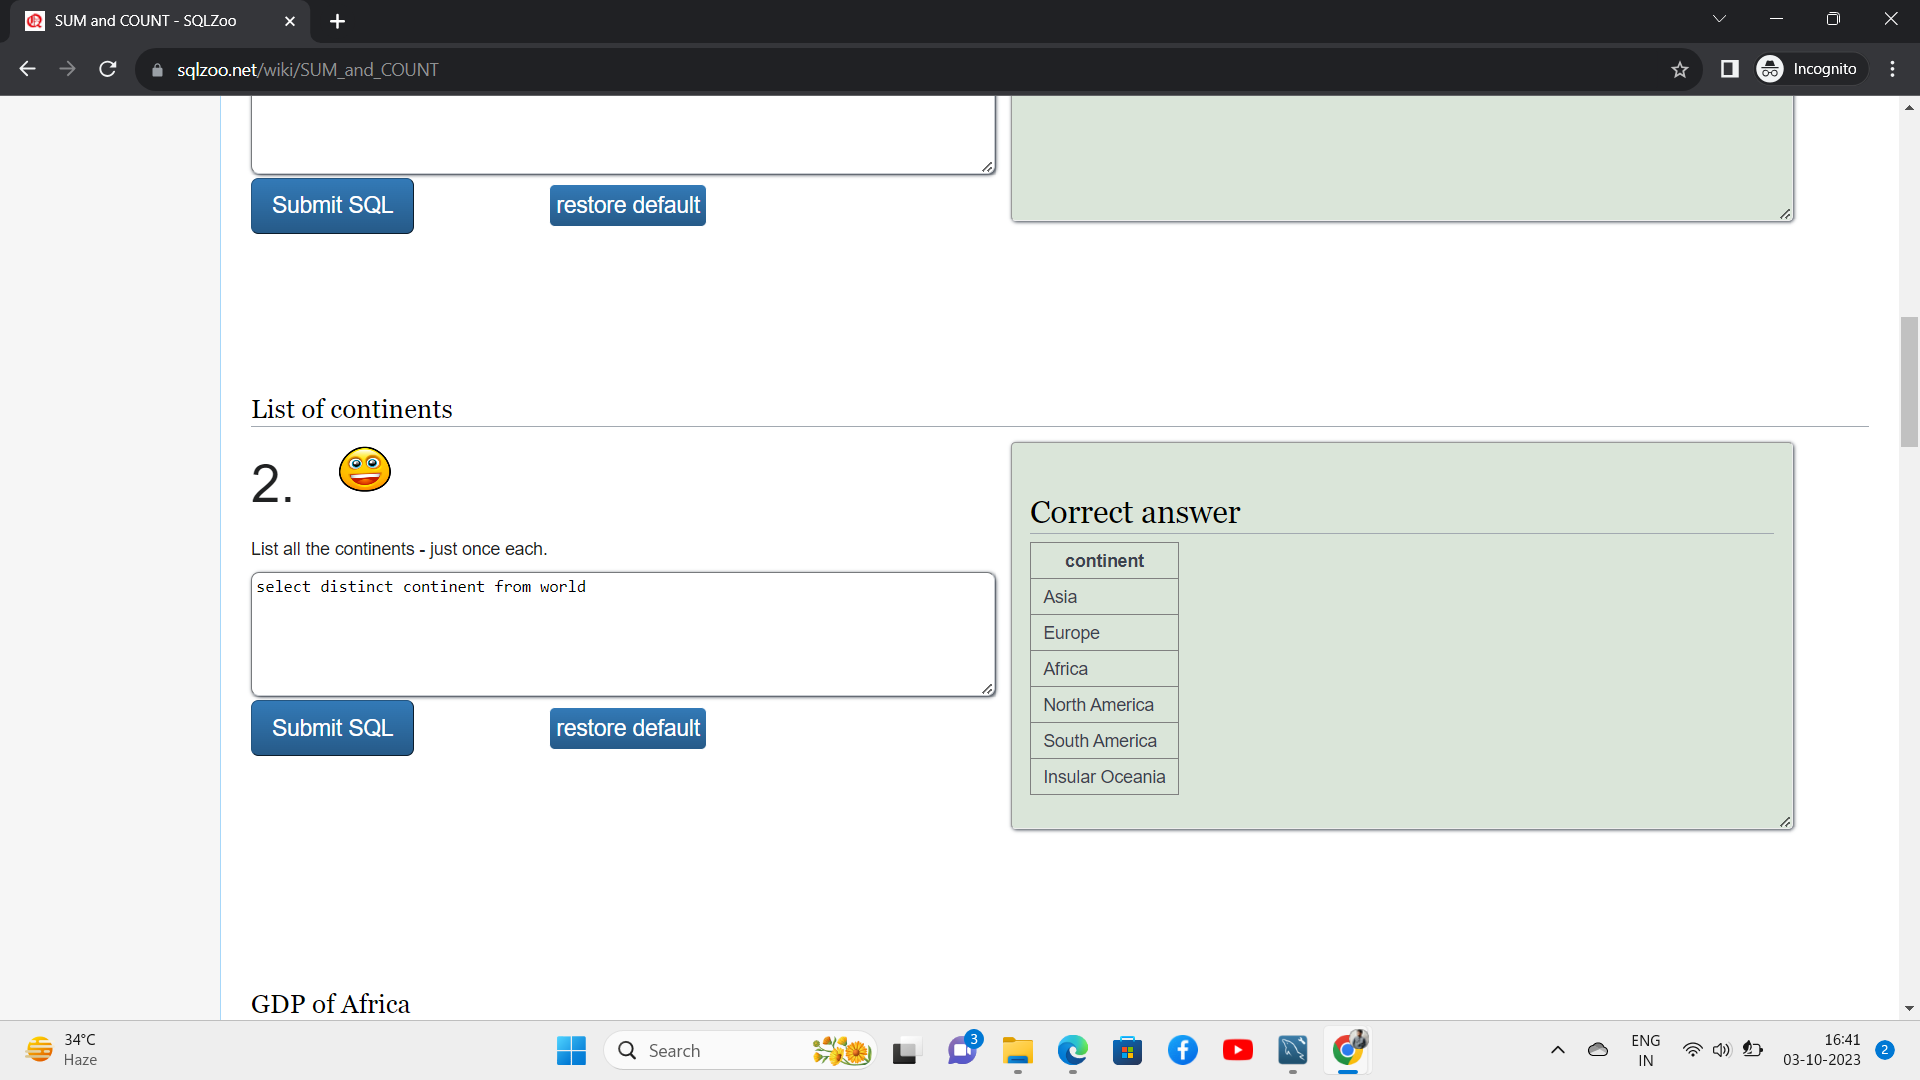 SUM and COUNT - SQLZoo
sqlzoo.net/wiki/SUM_and_COUNT
Incognito
Submit SQL
restore default
List of continents
2.
List all the continents - just once each.
select distinct continent from world
Submit SQL
restore default
Correct answer
continent
Asia
Europe
Africa
North America
South America
Insular Oceania
GDP of Africa
34°C
Haze
Search
3
ENG
IN
16:41
03-10-2023
2